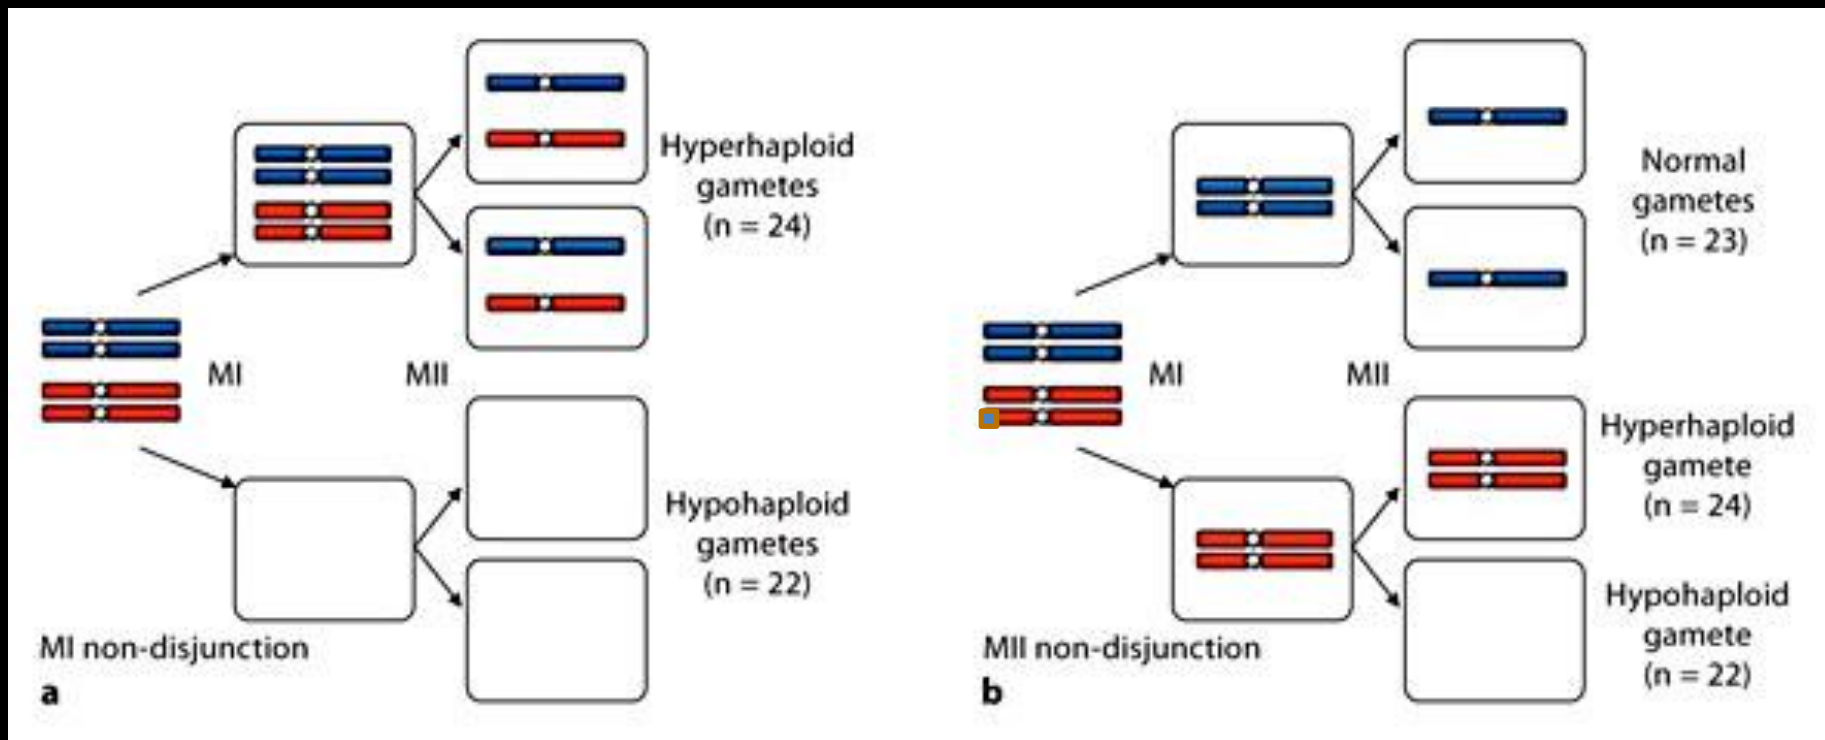 Hyperhaploid
gametes
(n = 24)
MI
MII
Hypohaploid
gametes
(n = 22)
MI non-disjunction
a
Normal
gametes
(n = 23)
MI
MII
Hyperhaploid
gamete
(n = 24)
Hypohaploid
gamete
(n = 22)
MII non-disjunction
b